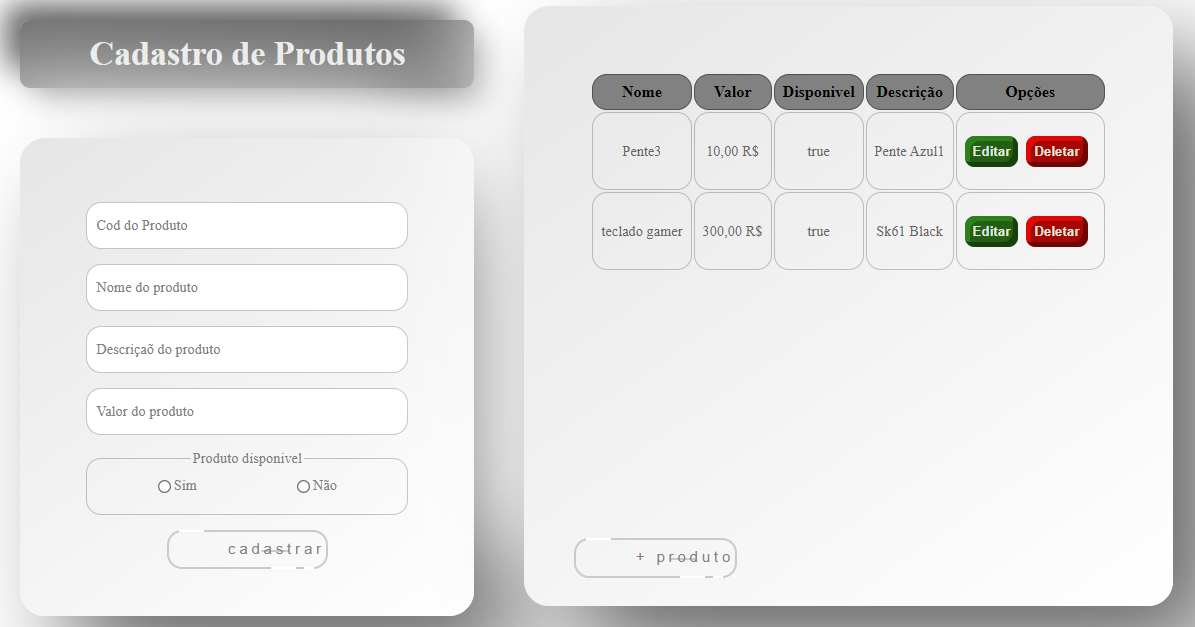 Cadastro de Produtos
Cod do Produto
Nome do produto
Descriçaõ do produto
Valor do produto
Produto disponivel
Sim Não
cadastrar
Nome Valor Disponivel Descrição Opções
Pente3 10,00 R$ true Pente Azul1 Editar Deletar
teclado gamer 300,00 R$ true Sk61 Black Editar Deletar
+ produto